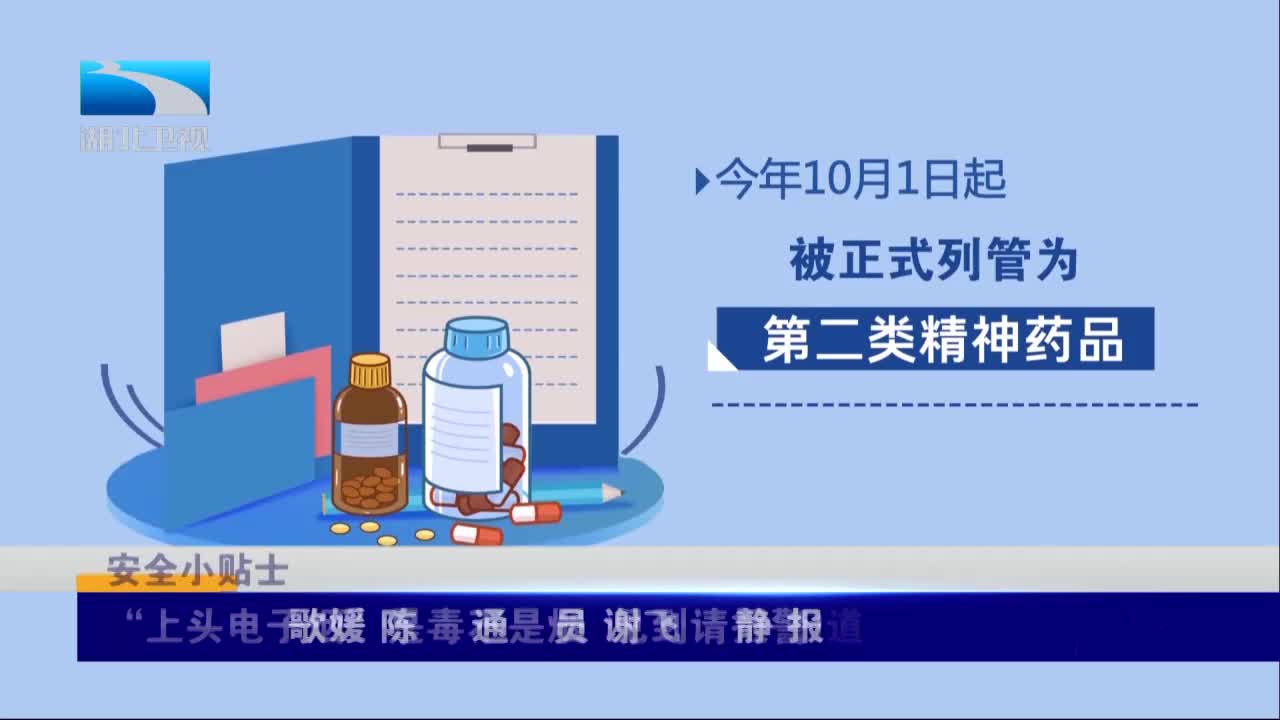 湖北卫视
今年10月1日起
被正式列管为
第二类精神药品
安全小贴士